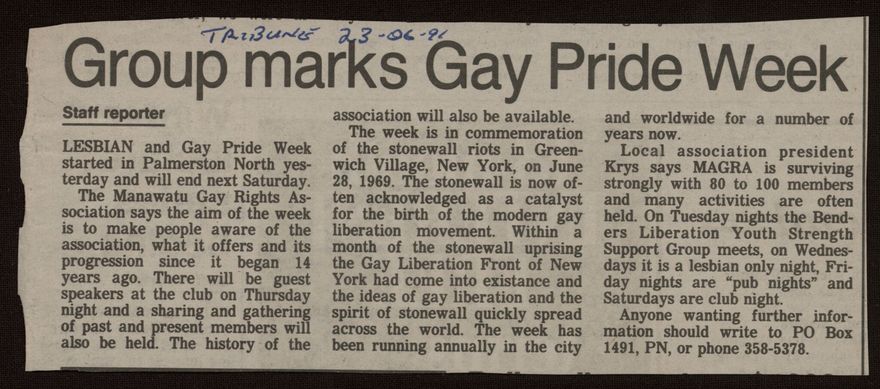 TRIBUNE 23-06-91
Group marks Gay Pride Week
Staff reporter
LESBIAN and Gay Pride Week
started in Palmerston North yes-
terday and will end next Saturday.
The Manawatu Gay Rights As-
sociation says the aim of the week
is to make people aware of the
association, what it offers and its
progression since it began 14
years ago. There will be guest
speakers at the club on Thursday
night and a sharing and gathering
of past and present members will
also be held. The history of the
association will also be available.
The week is in commemoration
of the stonewall riots in Green-
wich Village, New York, on June
28, 1969. The stonewall is now of-
ten acknowledged as a catalyst
for the birth of the modern gay
liberation movement. Within a
month of the stonewall uprising
the Gay Liberation Front of New
York had come into existance and
the ideas of gay liberation and the
spirit of stonewall quickly spread
across the world. The week has
been running annually in the city
and worldwide for a number of
years now.
Local association president
Krys says MAGRA is surviving
strongly with 80 to 100 members
and many activities are often
held. On Tuesday nights the Bend-
ers Liberation Youth Strength
Support Group meets, on Wednes-
days it is a lesbian only night, Fri-
day nights are “pub nights” and
Saturdays are club night.
Anyone wanting further infor-
mation should write to PO Box
1491, PN, or phone 358-5378.